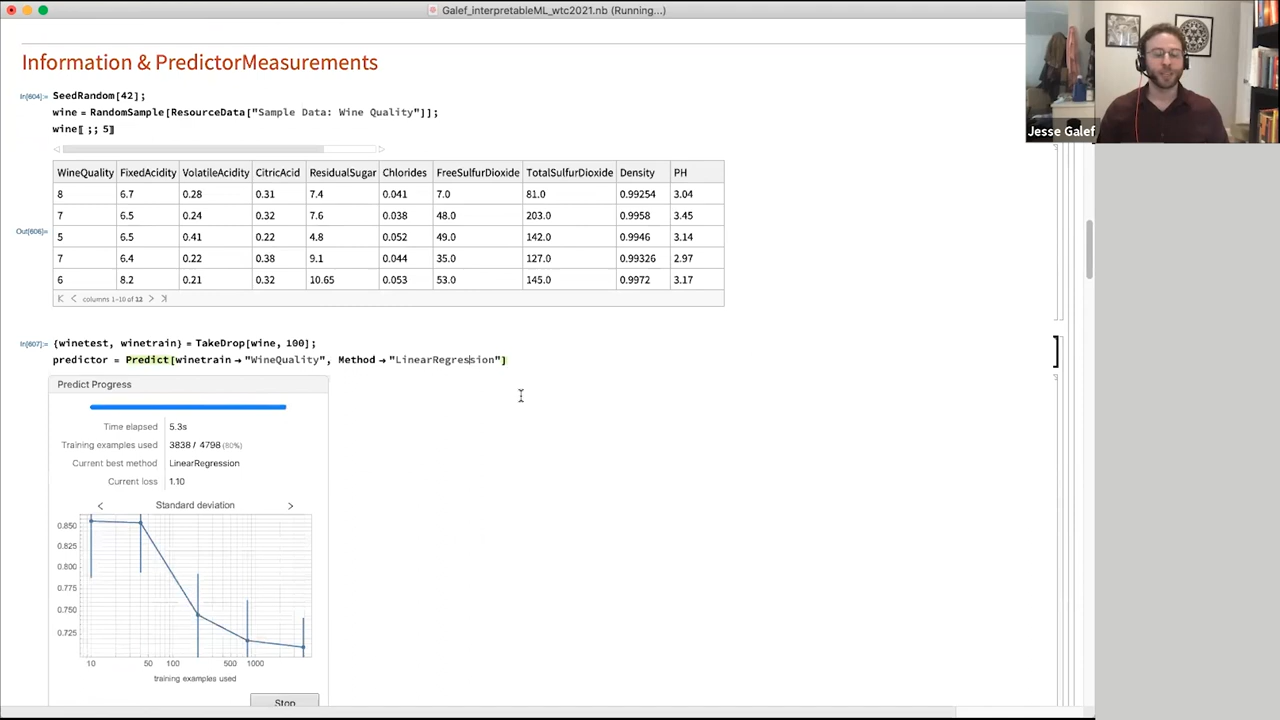 Galef_interpretableML_wtc2021.nb (Running...)
Information & PredictorMeasurements
In[604]:= SeedRandom[42];
wine = RandomSample[ResourceData["Sample Data: Wine Quality"]];
wine[[ ;; 5]]
WineQuality FixedAcidity VolatileAcidity CitricAcid ResidualSugar Chlorides FreeSulfurDioxide TotalSulfurDioxide Density PH
8 6.7 0.28 0.31 7.4 0.041 7.0 81.0 0.99254 3.04
7 6.5 0.24 0.32 7.6 0.038 48.0 203.0 0.9958 3.45
Out[606]= 5 6.5 0.41 0.22 4.8 0.052 49.0 142.0 0.9946 3.14
7 6.4 0.22 0.38 9.1 0.044 35.0 127.0 0.99326 2.97
6 8.2 0.21 0.32 10.65 0.053 53.0 145.0 0.9972 3.17
columns 1–10 of 12
In[607]:= {winetest, winetrain} = TakeDrop[wine, 100];
predictor = Predict[winetrain → "WineQuality", Method → "LinearRegression"]
Predict Progress
Time elapsed 5.3s
Training examples used 3838 / 4798 (80%)
Current best method LinearRegression
Current loss 1.10
< Standard deviation >
0.850
0.825
0.800
0.775
0.750
0.725
10 50 100 500 1000
training examples used
Stop
Jesse Galef